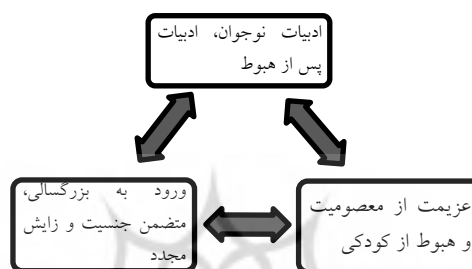 ادبیات نوجوان، ادبیات
پس از هبوط
عزیمت از معصومیت
و هبوط از کودکی
ورود به بزرگسالی،
متضمن جنسیت و زایش
مجدد